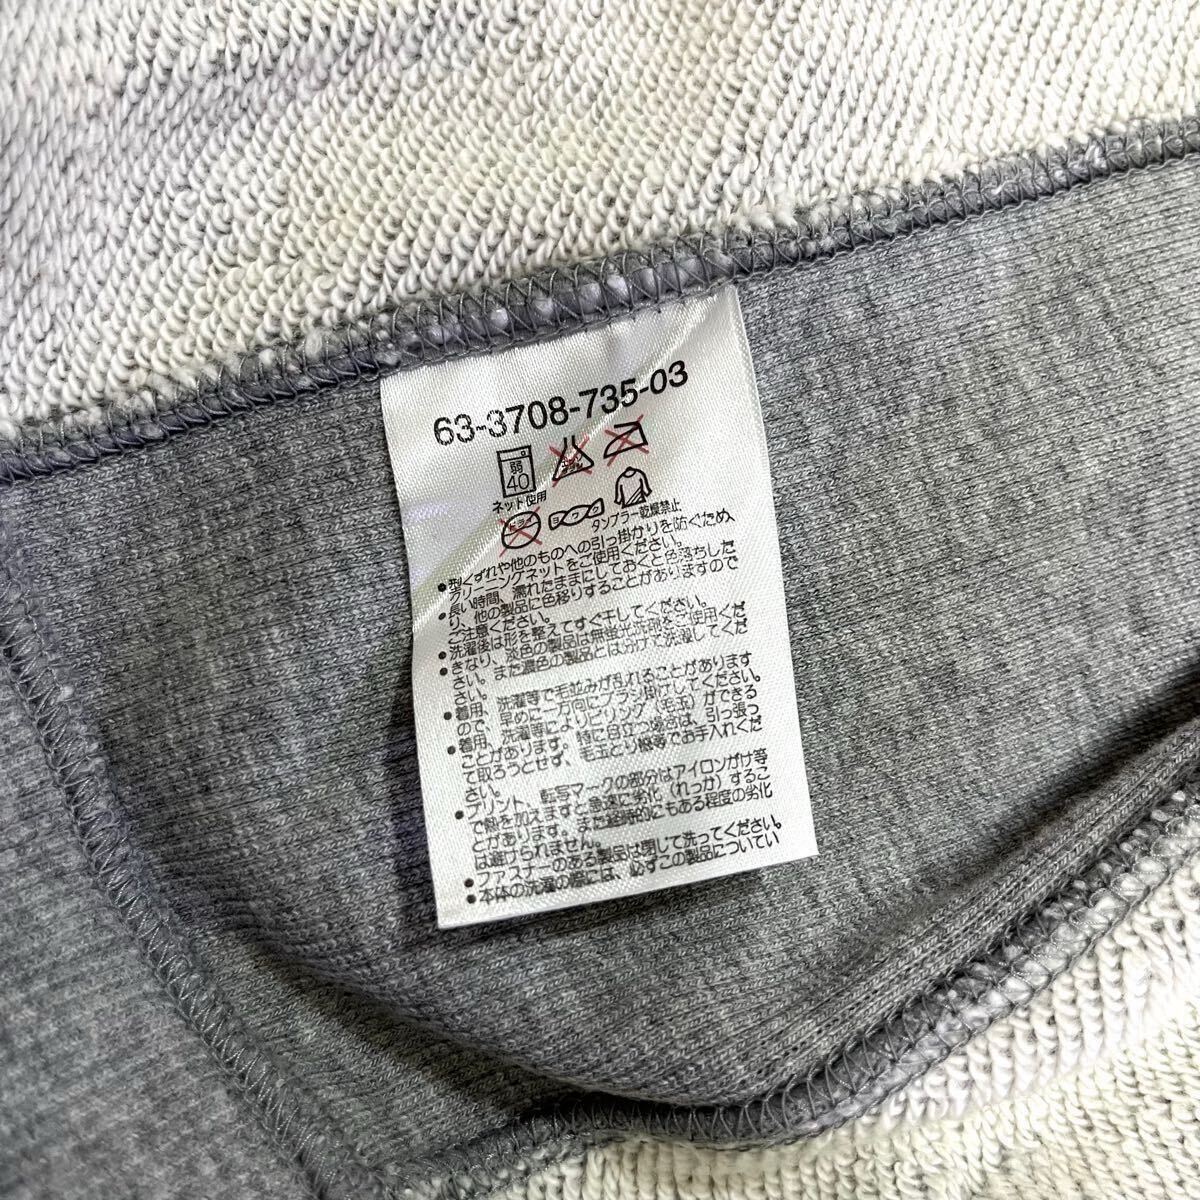 63-3708-735-03
弱
40
ネット使用
ドライ
ヨワク
タンブラー乾燥禁止
●型くずれや他のものへの引っ掛かりを防ぐため、
クリーニングネットをご使用ください。
●長い時間、濡れたままにしておくと色落ちした
り、他の製品に色移りすることがありますので
ご注意ください。
●洗濯後は形を整えてすぐ干してください。
●きなり、淡色の製品は無蛍光洗剤をご使用くだ
さい。また濃色の製品とは分けて洗濯してくだ
さい。
●着用、洗濯等で毛並みが乱れることがあります
ので、早めに一方向にブラシ掛けしてください。
●着用、洗濯等によりピリング（毛玉）ができる
ことがあります。特に目立つ場合は、引っ張っ
て取ろうとせず、毛玉とり機等でお手入れくだ
さい。
●プリント、転写マークの部分はアイロンがけ等
で熱を加えますと急速に劣化（れっか）するこ
とがあります。また経時的にもある程度の劣化
は避けられません。
●ファスナーのある製品は閉じて洗ってください。
●本体の洗濯の際には、必ずこの製品についてい